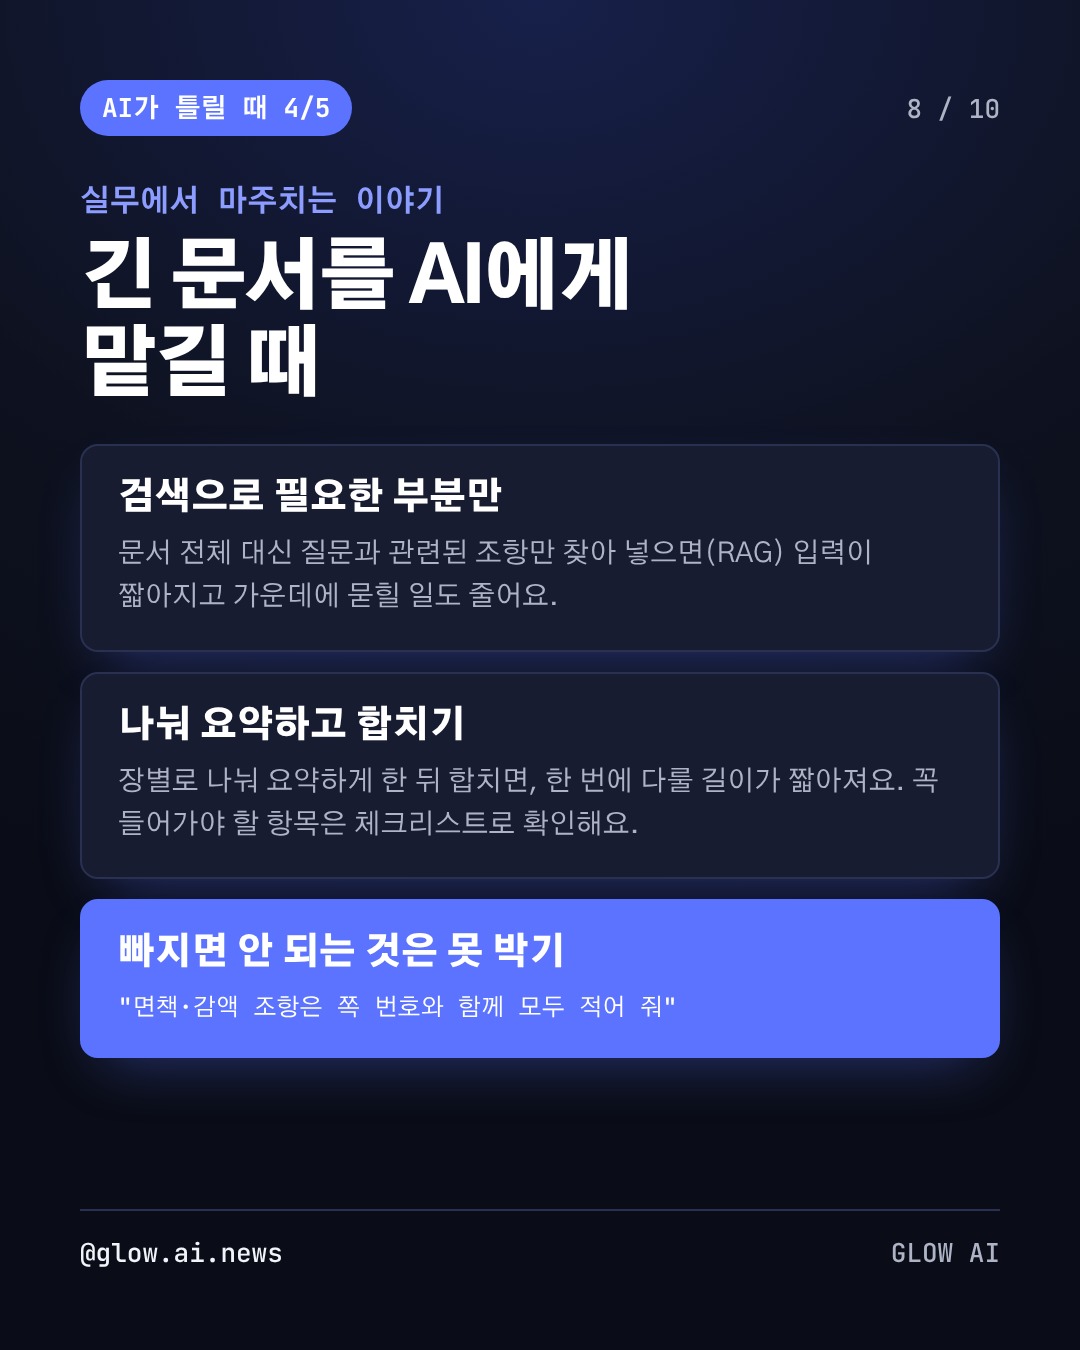 AI가 틀릴 때 4/5
8 / 10
실무에서 마주치는 이야기
긴 문서를 AI에게
맡길 때
검색으로 필요한 부분만
문서 전체 대신 질문과 관련된 조항만 찾아 넣으면(RAG) 입력이
짧아지고 가운데에 묻힐 일도 줄어요.
나눠 요약하고 합치기
장별로 나눠 요약하게 한 뒤 합치면, 한 번에 다룰 길이가 짧아져요. 꼭
들어가야 할 항목은 체크리스트로 확인해요.
빠지면 안 되는 것은 못 박기
"면책·감액 조항은 쪽 번호와 함께 모두 적어 줘"
@glow.ai.news
GLOW AI